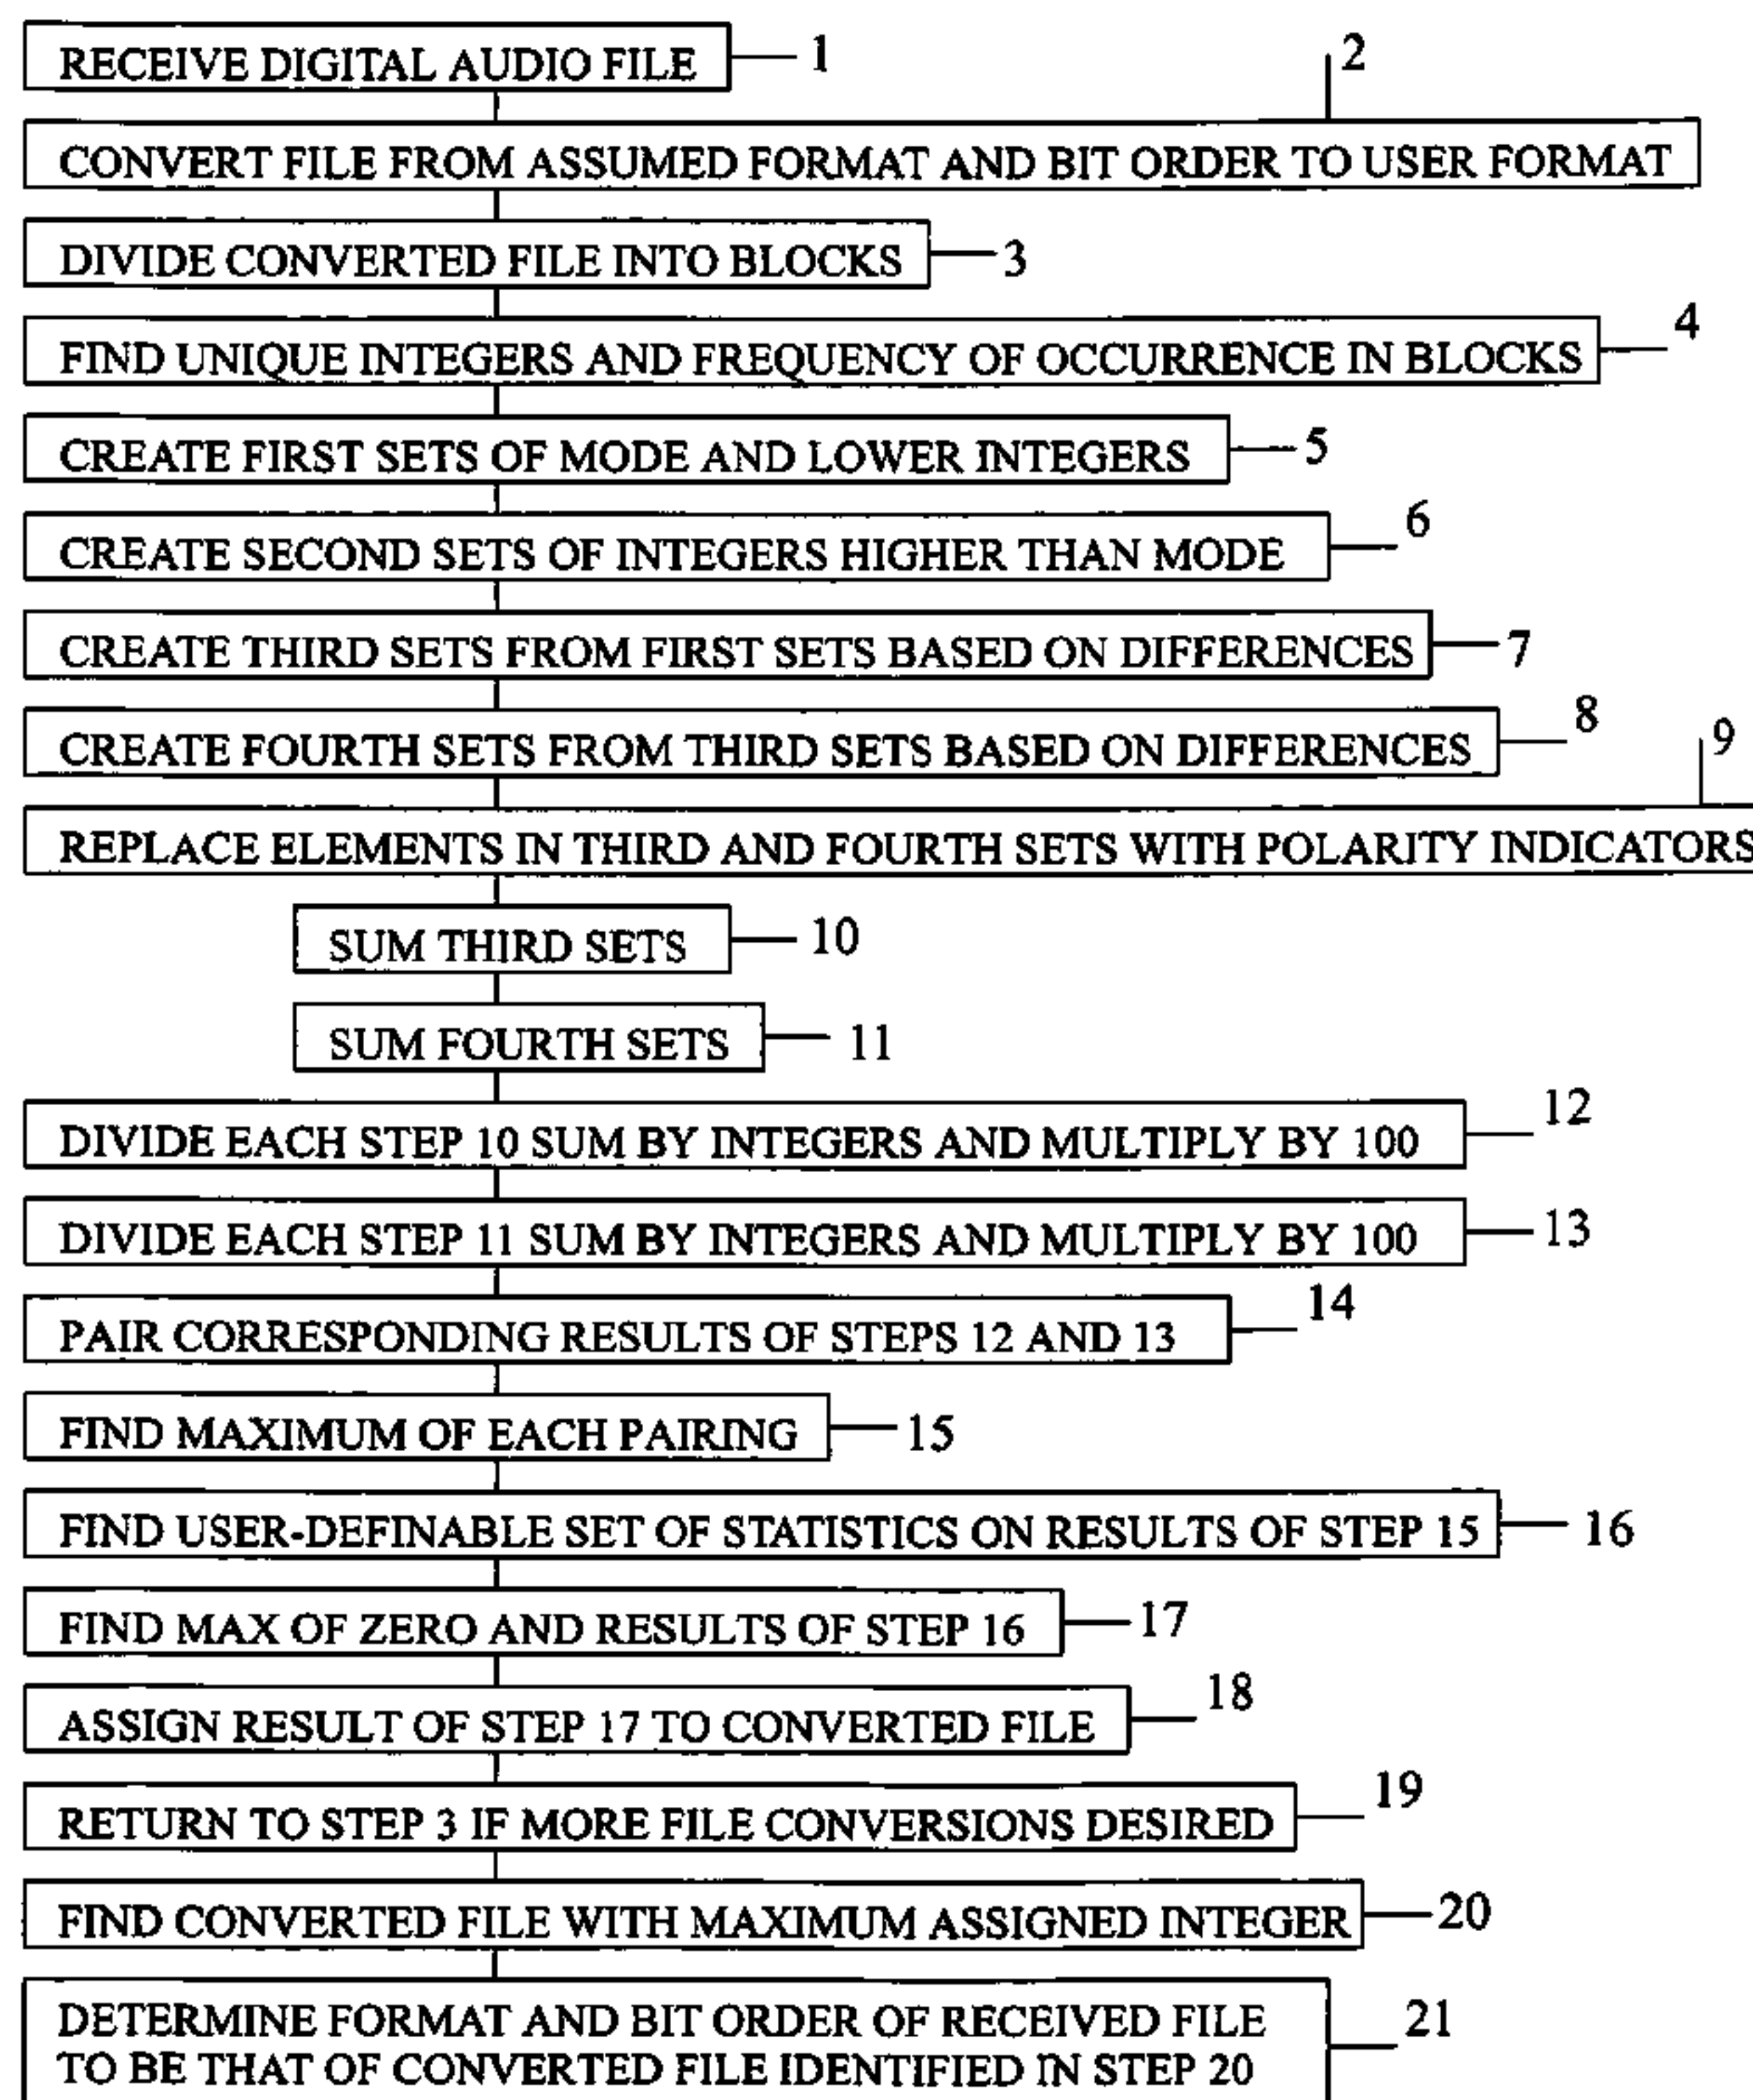 RECEIVE DIGITAL AUDIO FILE 1
2
CONVERT FILE FROM ASSUMED FORMAT AND BIT ORDER TO USER FORMAT
DIVIDE CONVERTED FILE INTO BLOCKS 3
FIND UNIQUE INTEGERS AND FREQUENCY OF OCCURRENCE IN BLOCKS 4
CREATE FIRST SETS OF MODE AND LOWER INTEGERS 5
CREATE SECOND SETS OF INTEGERS HIGHER THAN MODE 6
CREATE THIRD SETS FROM FIRST SETS BASED ON DIFFERENCES 7
CREATE FOURTH SETS FROM THIRD SETS BASED ON DIFFERENCES 8
9
REPLACE ELEMENTS IN THIRD AND FOURTH SETS WITH POLARITY INDICATORS
SUM THIRD SETS 10
SUM FOURTH SETS 11
DIVIDE EACH STEP 10 SUM BY INTEGERS AND MULTIPLY BY 100 12
DIVIDE EACH STEP 11 SUM BY INTEGERS AND MULTIPLY BY 100 13
PAIR CORRESPONDING RESULTS OF STEPS 12 AND 13 14
FIND MAXIMUM OF EACH PAIRING 15
FIND USER-DEFINABLE SET OF STATISTICS ON RESULTS OF STEP 15 16
FIND MAX OF ZERO AND RESULTS OF STEP 16 17
ASSIGN RESULT OF STEP 17 TO CONVERTED FILE 18
RETURN TO STEP 3 IF MORE FILE CONVERSIONS DESIRED 19
FIND CONVERTED FILE WITH MAXIMUM ASSIGNED INTEGER 20
DETERMINE FORMAT AND BIT ORDER OF RECEIVED FILE 21
TO BE THAT OF CONVERTED FILE IDENTIFIED IN STEP 20